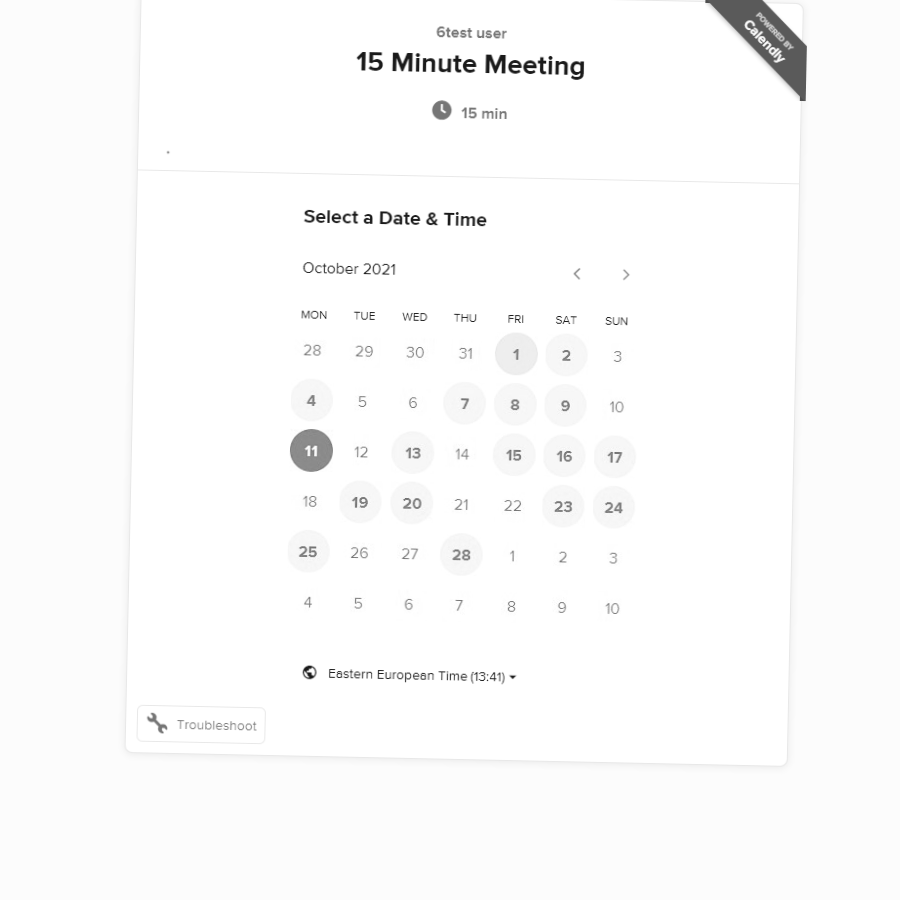 POWERED BY
Calendly
6test user
15 Minute Meeting
15 min
.
Select a Date & Time
October 2021
MON TUE WED THU FRI SAT SUN
28 29 30 31 1 2 3
4 5 6 7 8 9 10
11 12 13 14 15 16 17
18 19 20 21 22 23 24
25 26 27 28 1 2 3
4 5 6 7 8 9 10
Eastern European Time (13:41)
Troubleshoot